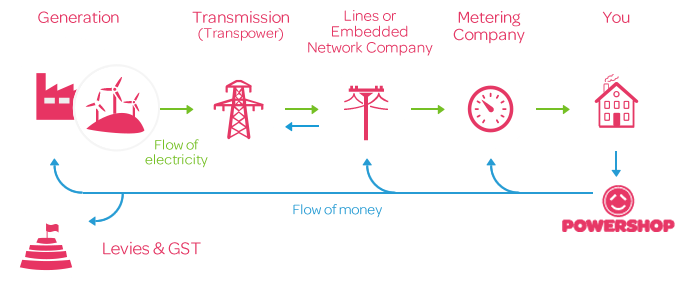 Generation
Transmission
(Transpower)
Lines or
Embedded
Network Company
Metering
Company
You
Flow of
electricity
Flow of money
POWERSHOP
Levies & GST